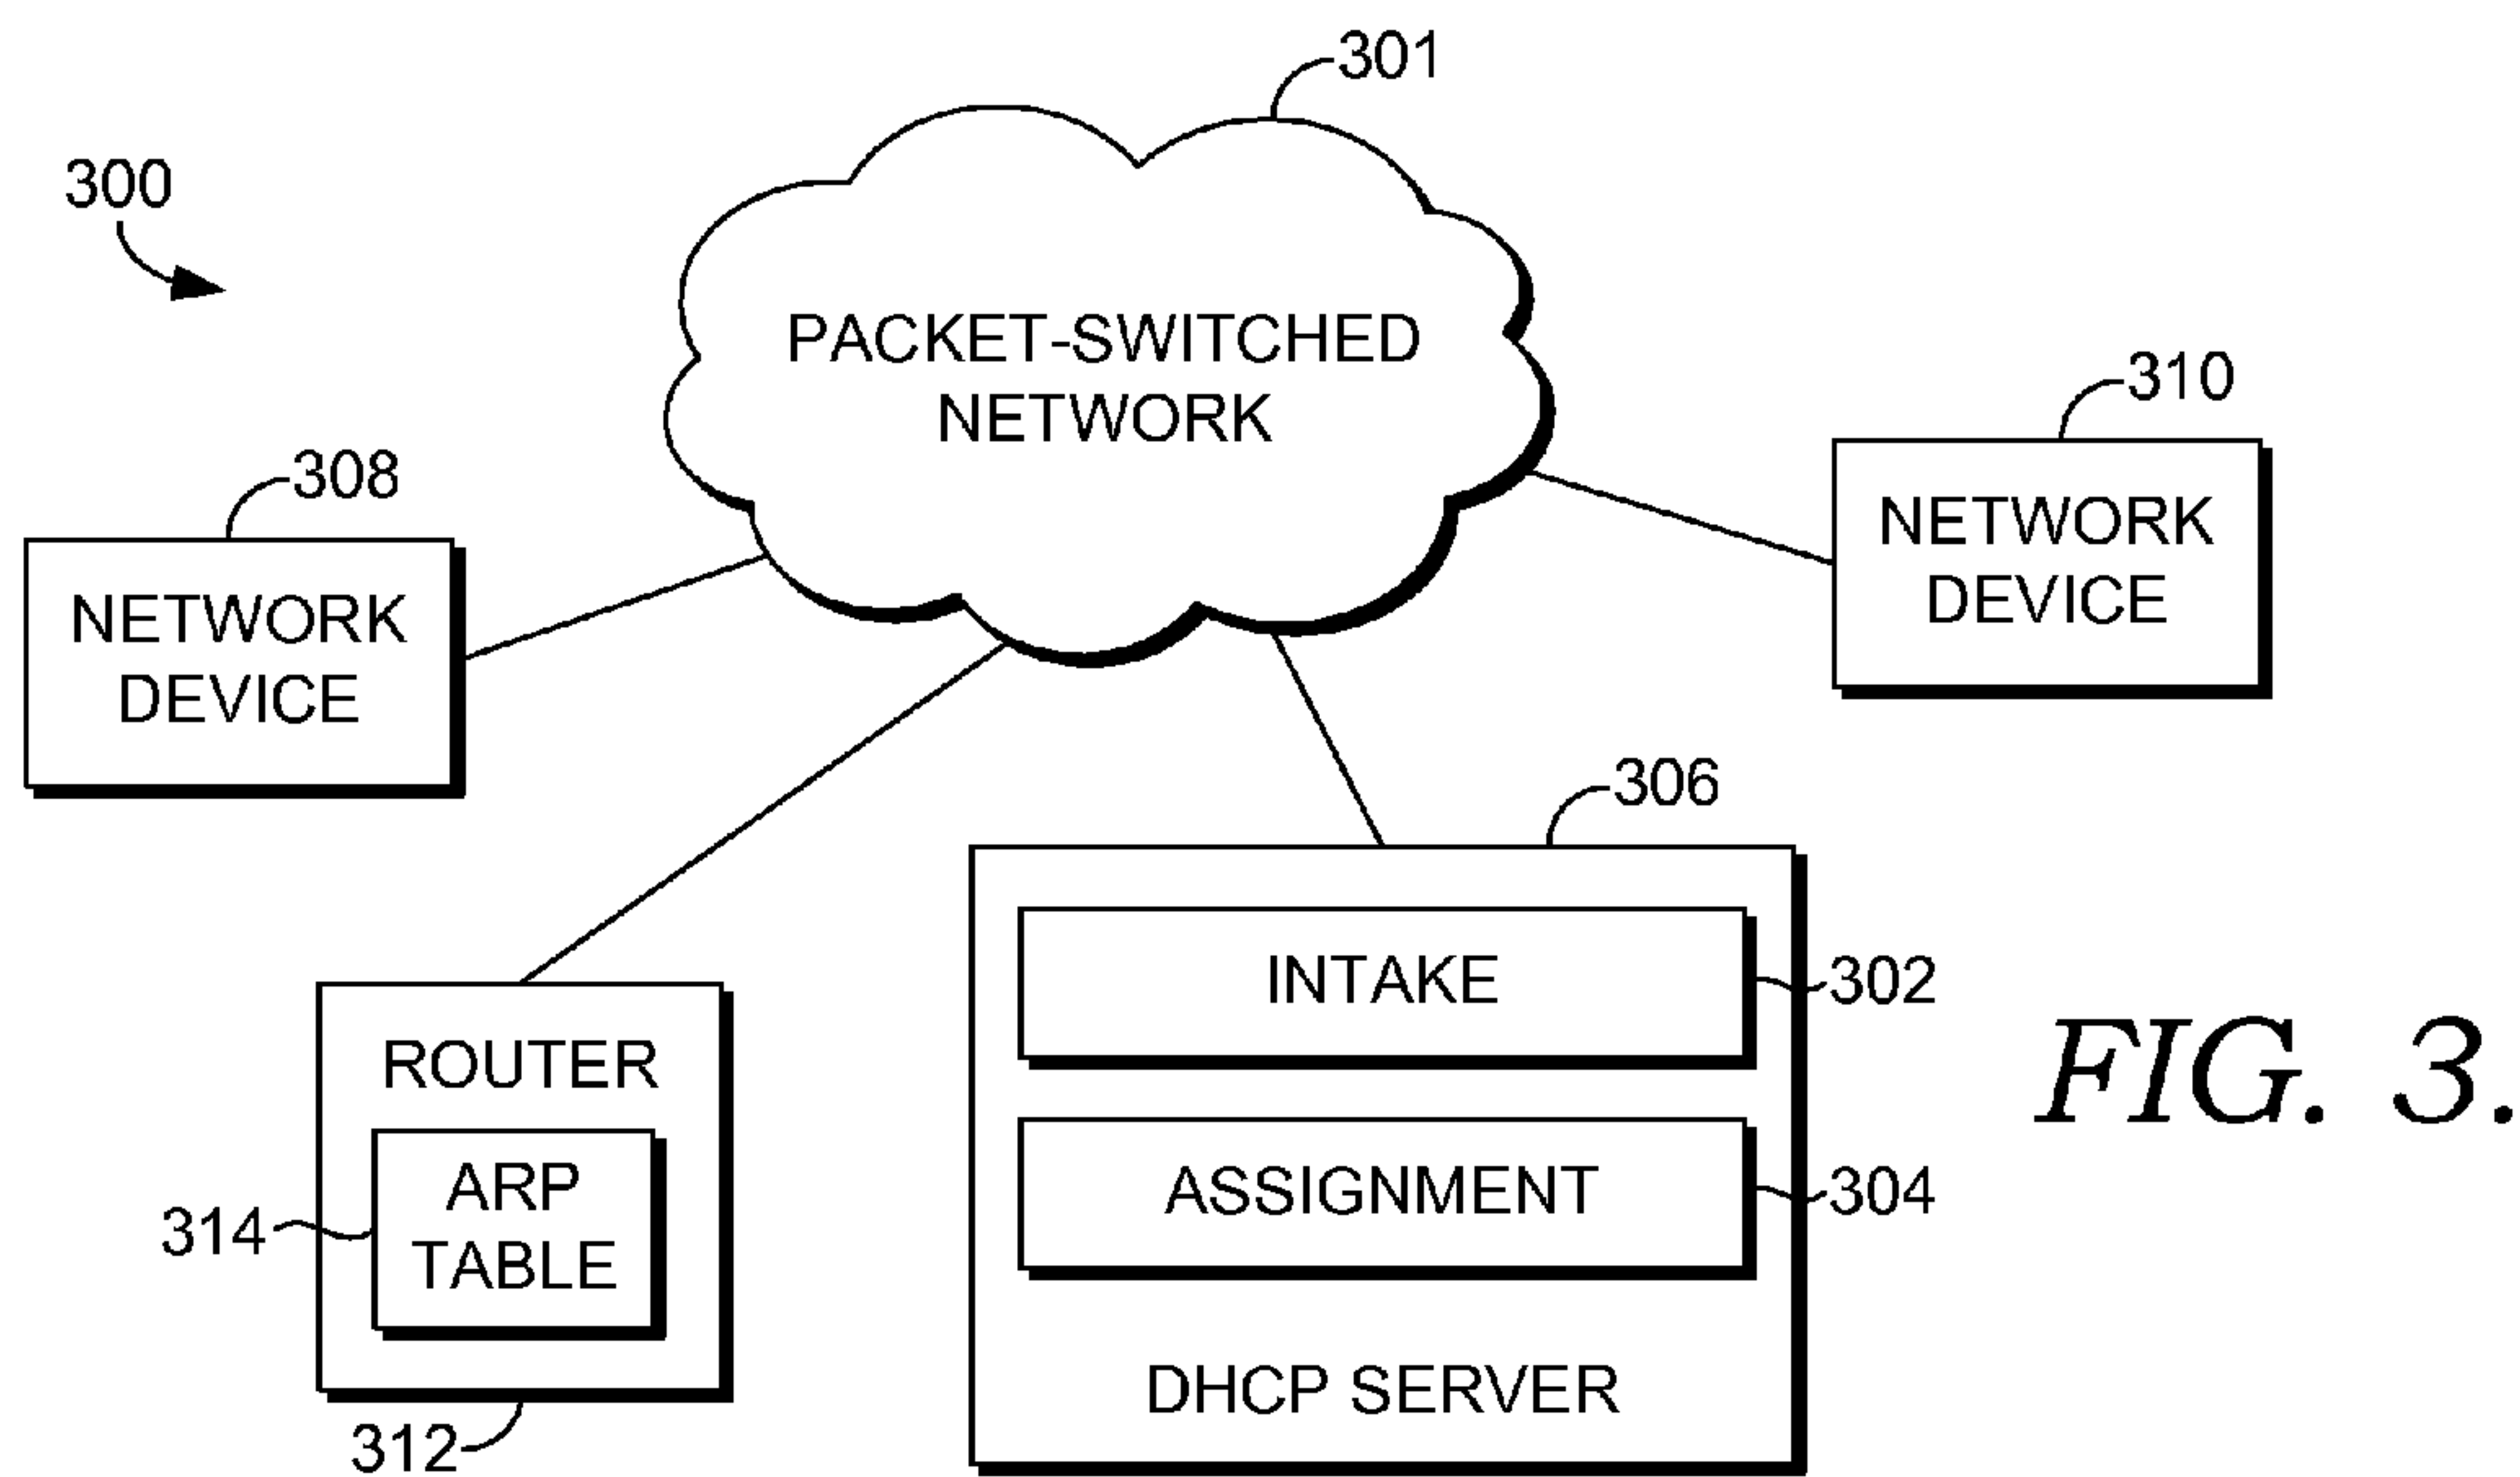 301
300
PACKET-SWITCHED
NETWORK
310
308
NETWORK
DEVICE
NETWORK
DEVICE
306
INTAKE
302
ROUTER
ASSIGNMENT
304
ARP
TABLE
314
DHCP SERVER
312
FIG. 3.